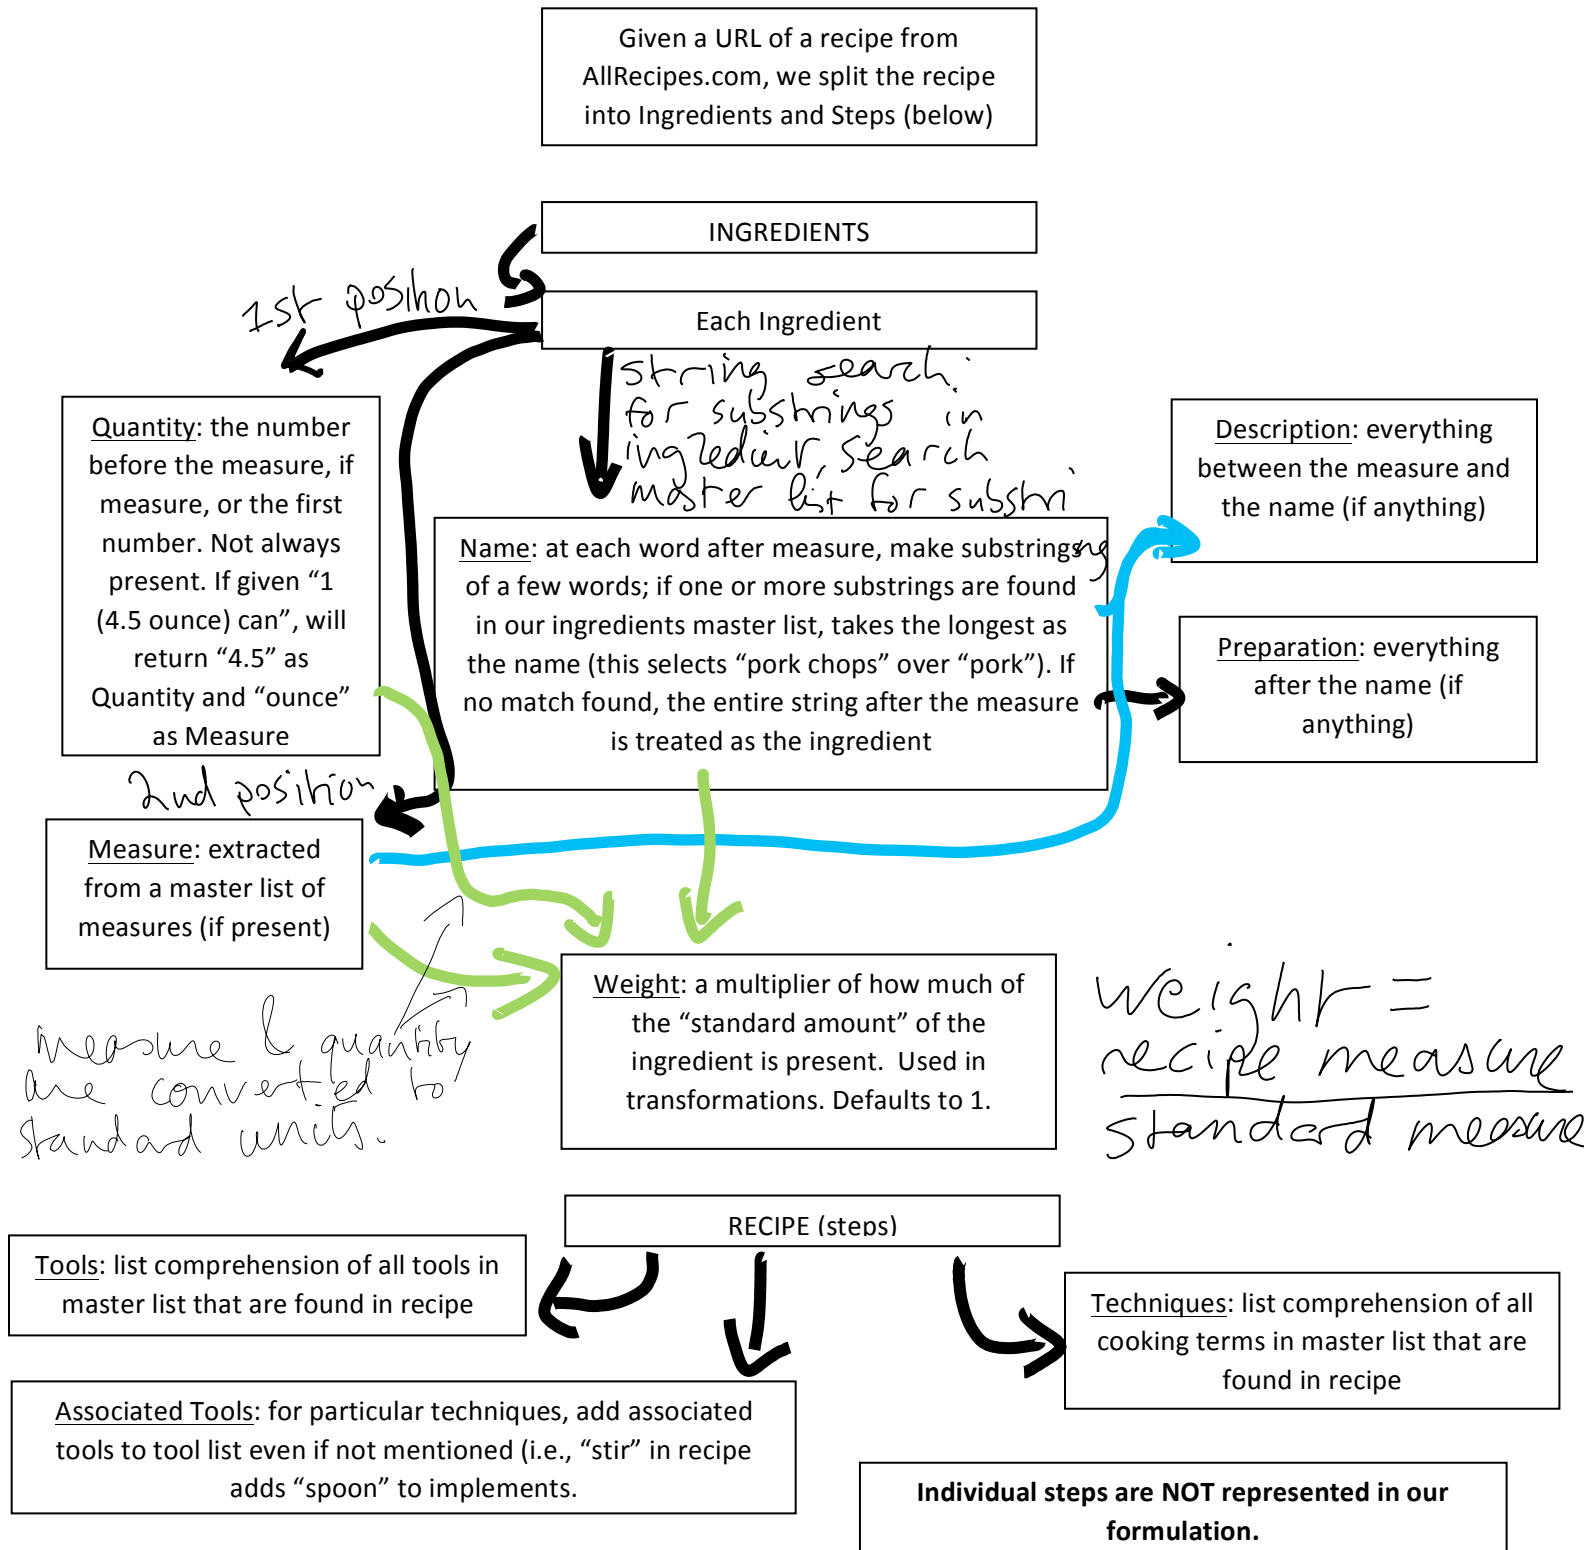 Given a URL of a recipe from
AllRecipes.com, we split the recipe
into Ingredients and Steps (below)
INGREDIENTS
1st position
Each Ingredient
string search.
for substrings in
ingredient, search
master list for substring
Quantity: the number
before the measure, if
measure, or the first
number. Not always
present. If given “1
(4.5 ounce) can”, will
return “4.5” as
Quantity and “ounce”
as Measure
Name: at each word after measure, make substrings
of a few words; if one or more substrings are found
in our ingredients master list, takes the longest as
the name (this selects “pork chops” over “pork”). If
no match found, the entire string after the measure
is treated as the ingredient
Description: everything
between the measure and
the name (if anything)
Preparation: everything
after the name (if
anything)
2nd position
Measure: extracted
from a master list of
measures (if present)
measure & quantity
are converted to
standard units.
Weight: a multiplier of how much of
the “standard amount” of the
ingredient is present. Used in
transformations. Defaults to 1.
weight =
recipe measure
standard measure
RECIPE (steps)
Tools: list comprehension of all tools in
master list that are found in recipe
Techniques: list comprehension of all
cooking terms in master list that are
found in recipe
Associated Tools: for particular techniques, add associated
tools to tool list even if not mentioned (i.e., “stir” in recipe
adds “spoon” to implements.
Individual steps are NOT represented in our
formulation.